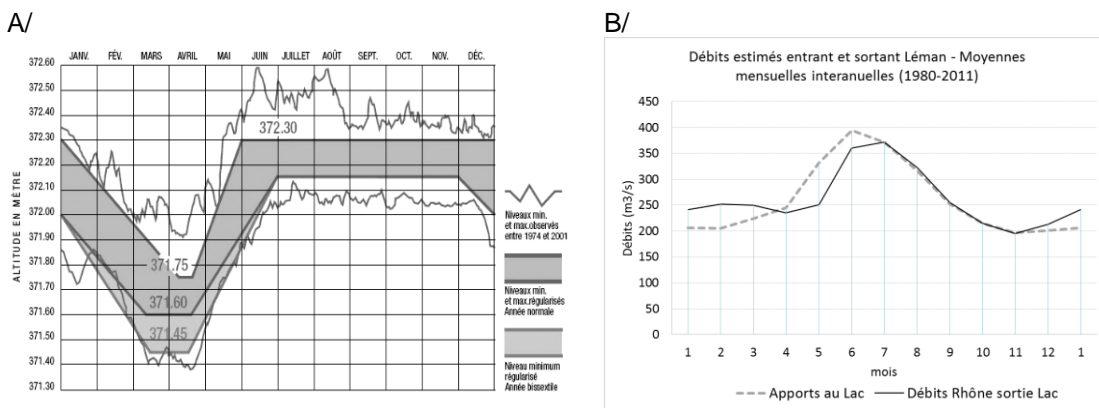 A/
JANV. FÉV. MARS AVRIL MAI JUIN JUILLET AOÛT SEPT. OCT. NOV. DÉC.
ALTITUDE EN MÈTRE
372.60
372.50
372.40
372.30
372.20
372.10
372.00
371.90
371.80
371.70
371.60
371.50
371.40
371.30
372.30
371.75
371.60
371.45
Niveaux min.
et max.observés
entre 1974 et 2001
Niveaux min.
et max.régularisés
Année normale
Niveau minimum
régularisé
Année bissextile
B/
Débits estimés entrant et sortant Léman - Moyennes
mensuelles interanuelles (1980-2011)
Débits (m3/s)
450
400
350
300
250
200
150
100
50
0
1 2 3 4 5 6 7 8 9 10 11 12 1
mois
Apports au Lac Débits Rhône sortie Lac